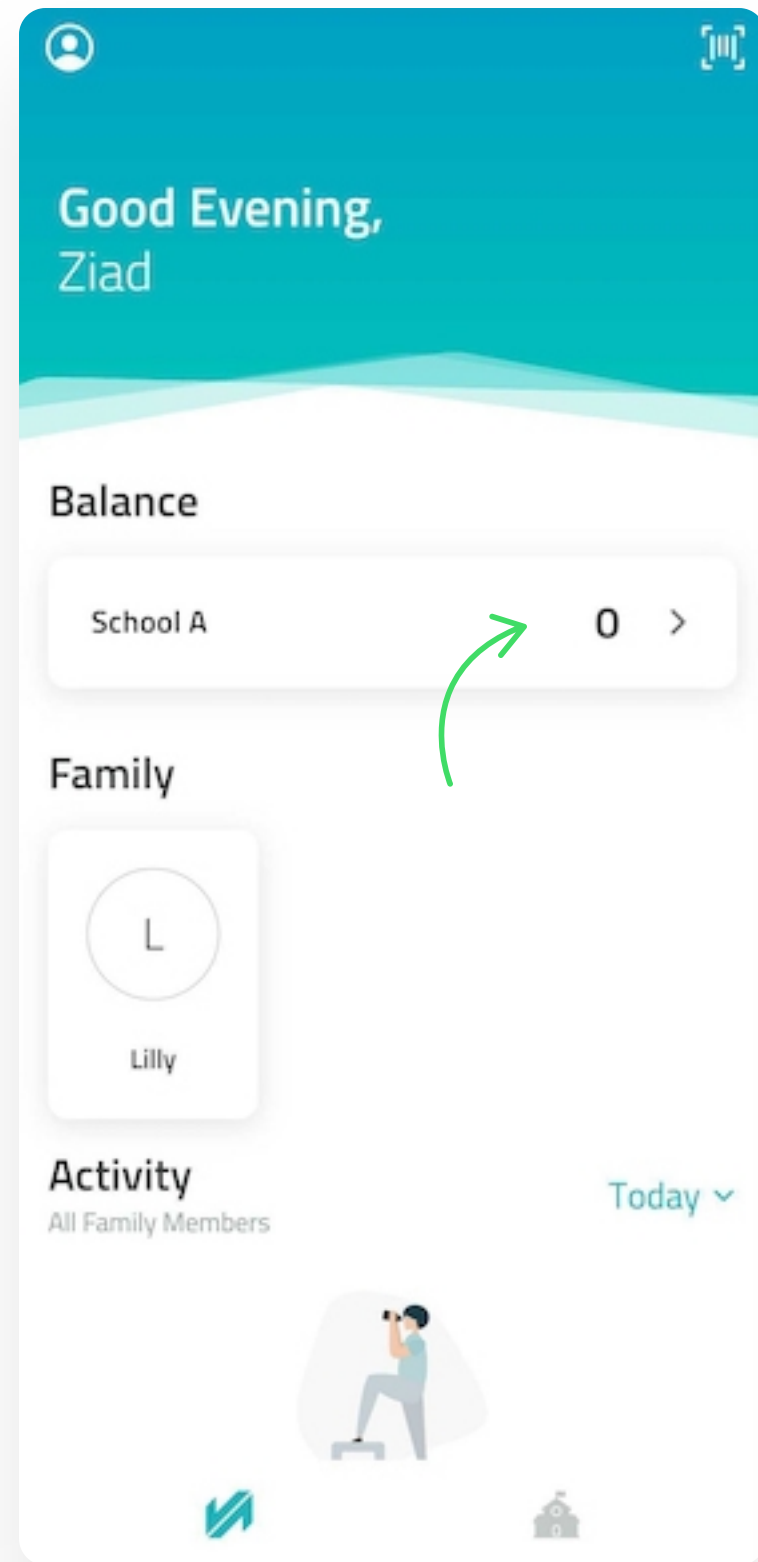 Good Evening,
Ziad
Balance
School A 0
Family
L
Lilly
Activity
All Family Members
Today